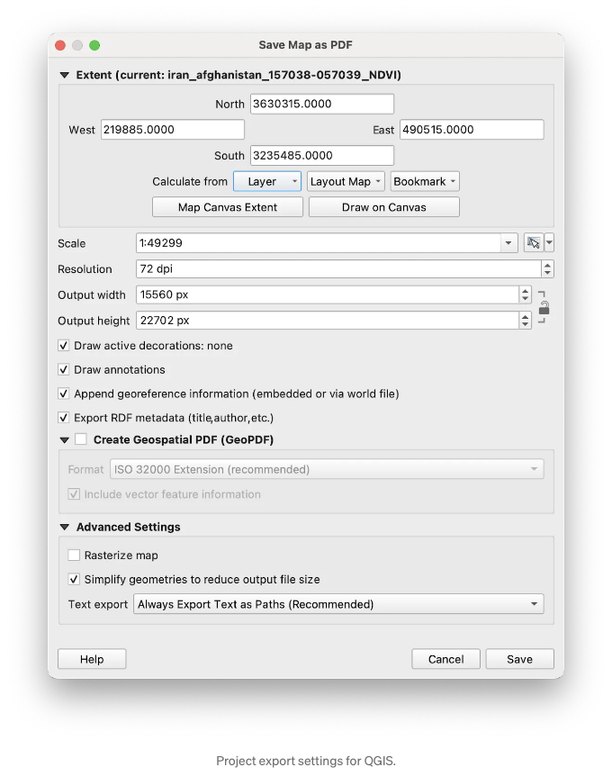 Save Map as PDF
Extent (current: iran_afghanistan_157038-057039_NDVI)
North 3630315.0000
West 219885.0000 East 490515.0000
South 3235485.0000
Calculate from Layer Layout Map Bookmark
Map Canvas Extent Draw on Canvas
Scale 1:49299
Resolution 72 dpi
Output width 15560 px
Output height 22702 px
Draw active decorations: none
Draw annotations
Append georeference information (embedded or via world file)
Export RDF metadata (title,author,etc.)
Create Geospatial PDF (GeoPDF)
Format ISO 32000 Extension (recommended)
Include vector feature information
Advanced Settings
Rasterize map
Simplify geometries to reduce output file size
Text export Always Export Text as Paths (Recommended)
Help Cancel Save
Project export settings for QGIS.